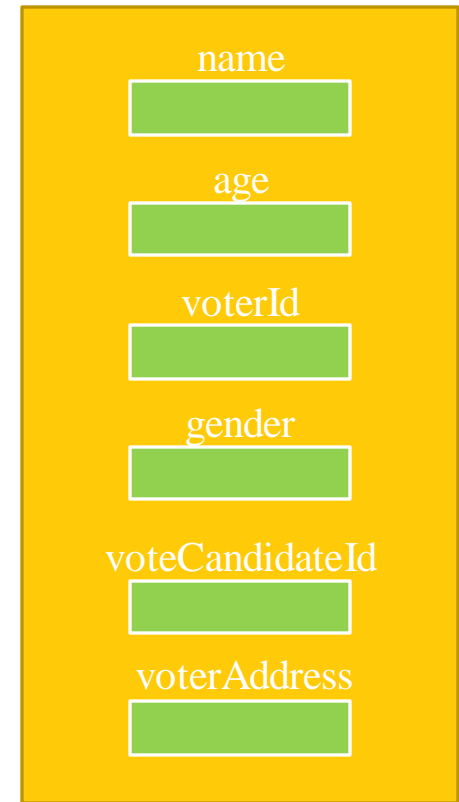 name
age
voterId
gender
voteCandidateId
voterAddress